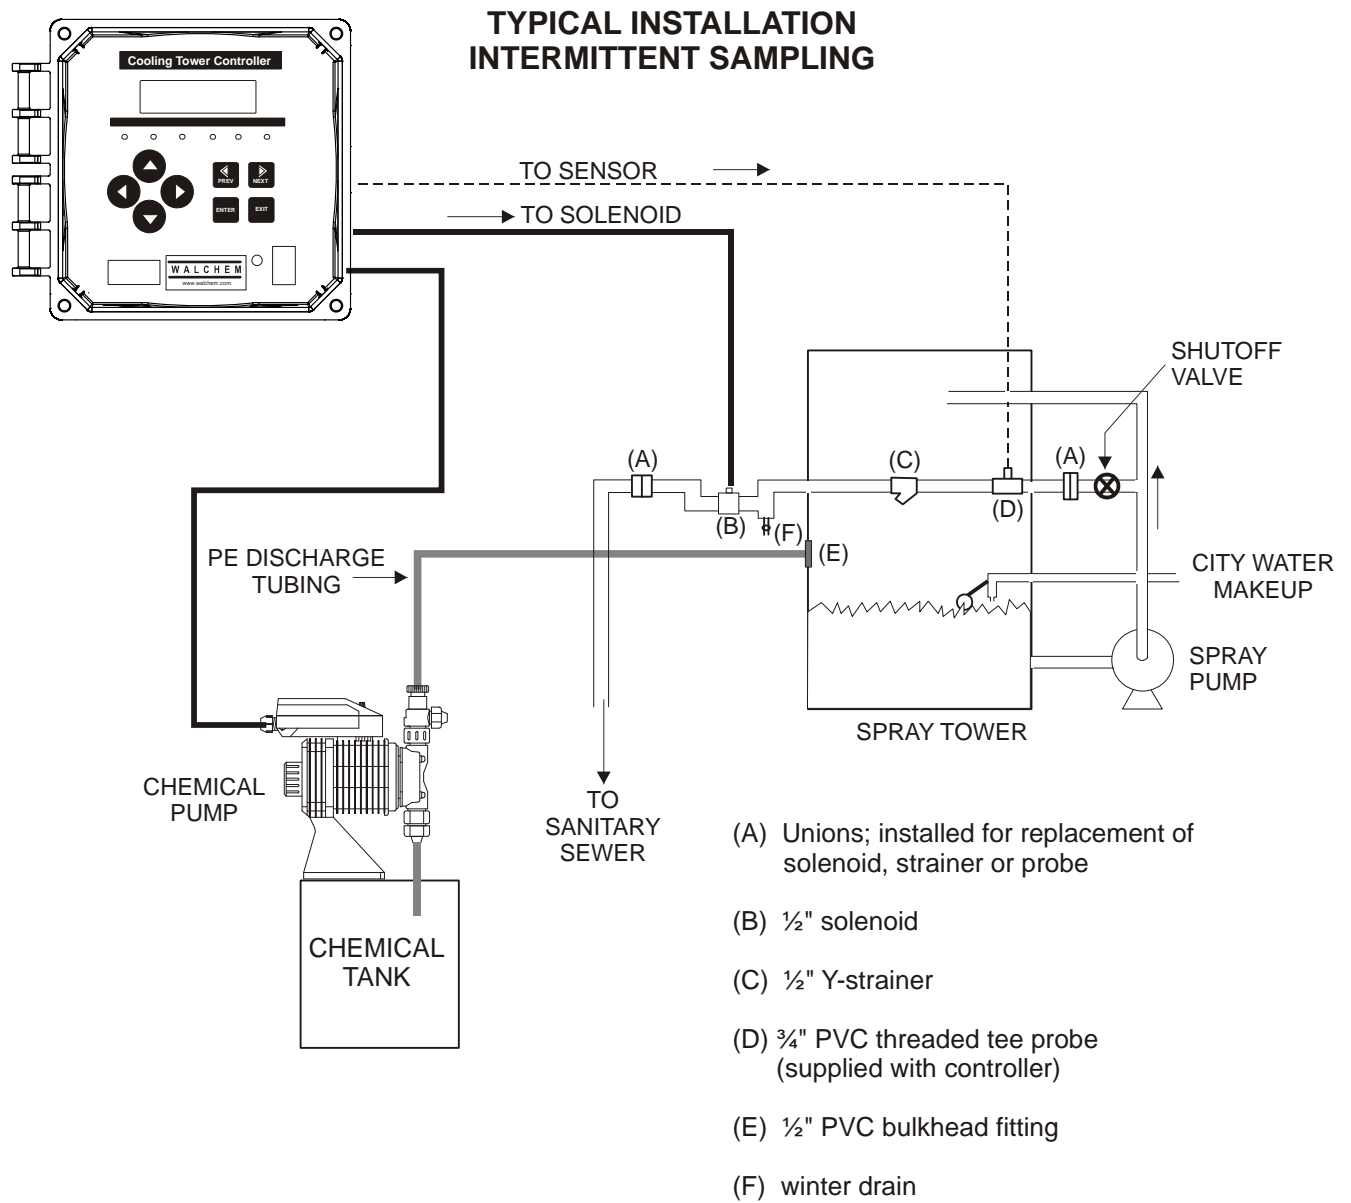 TYPICAL INSTALLATION
INTERMITTENT SAMPLING
Cooling Tower Controller
PREV
NEXT
ENTER
EXIT
WALCHEM
www.walchem.com
TO SENSOR
TO SOLENOID
SHUTOFF
VALVE
(A)
(B)
(F)
(C)
(D)
(A)
(E)
PE DISCHARGE
TUBING
CITY WATER
MAKEUP
SPRAY
PUMP
SPRAY TOWER
CHEMICAL
PUMP
TO
SANITARY
SEWER
CHEMICAL
TANK
(A) Unions; installed for replacement of
solenoid, strainer or probe
(B) ½" solenoid
(C) ½" Y-strainer
(D) ¾" PVC threaded tee probe
(supplied with controller)
(E) ½" PVC bulkhead fitting
(F) winter drain